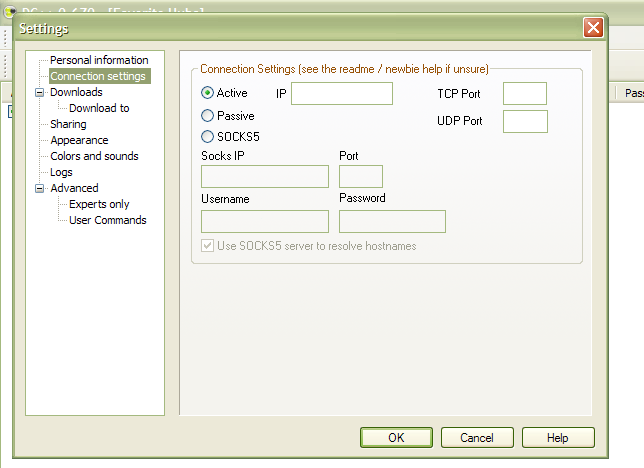 Settings
Personal information
Connection settings
Downloads
Download to
Sharing
Appearance
Colors and sounds
Logs
Advanced
Experts only
User Commands
Connection Settings (see the readme / newbie help if unsure)
Active IP TCP Port
Passive UDP Port
SOCKS5
Socks IP Port
Username Password
Use SOCKS5 server to resolve hostnames
OK Cancel Help
Pass